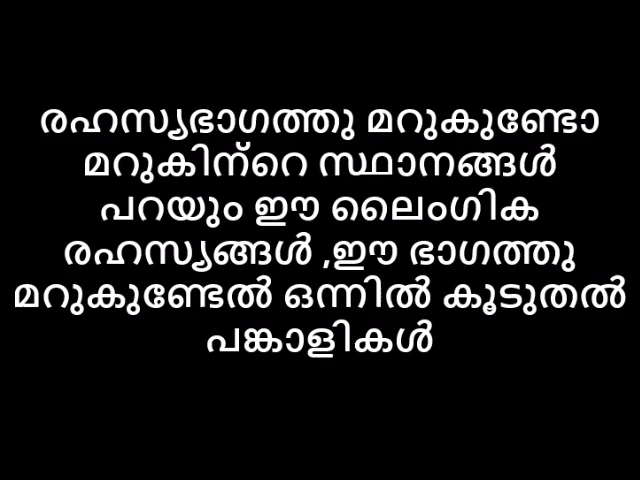 രഹസ്യഭാഗത്തു മറുകുണ്ടോ
മറുകിന്റെ സ്ഥാനങ്ങൾ
പറയും ഈ ലൈംഗിക
രഹസ്യങ്ങൾ ,ഈ ഭാഗത്തു
മറുകുണ്ടേൽ ഒന്നിൽ കൂടുതൽ
പങ്കാളികൾ